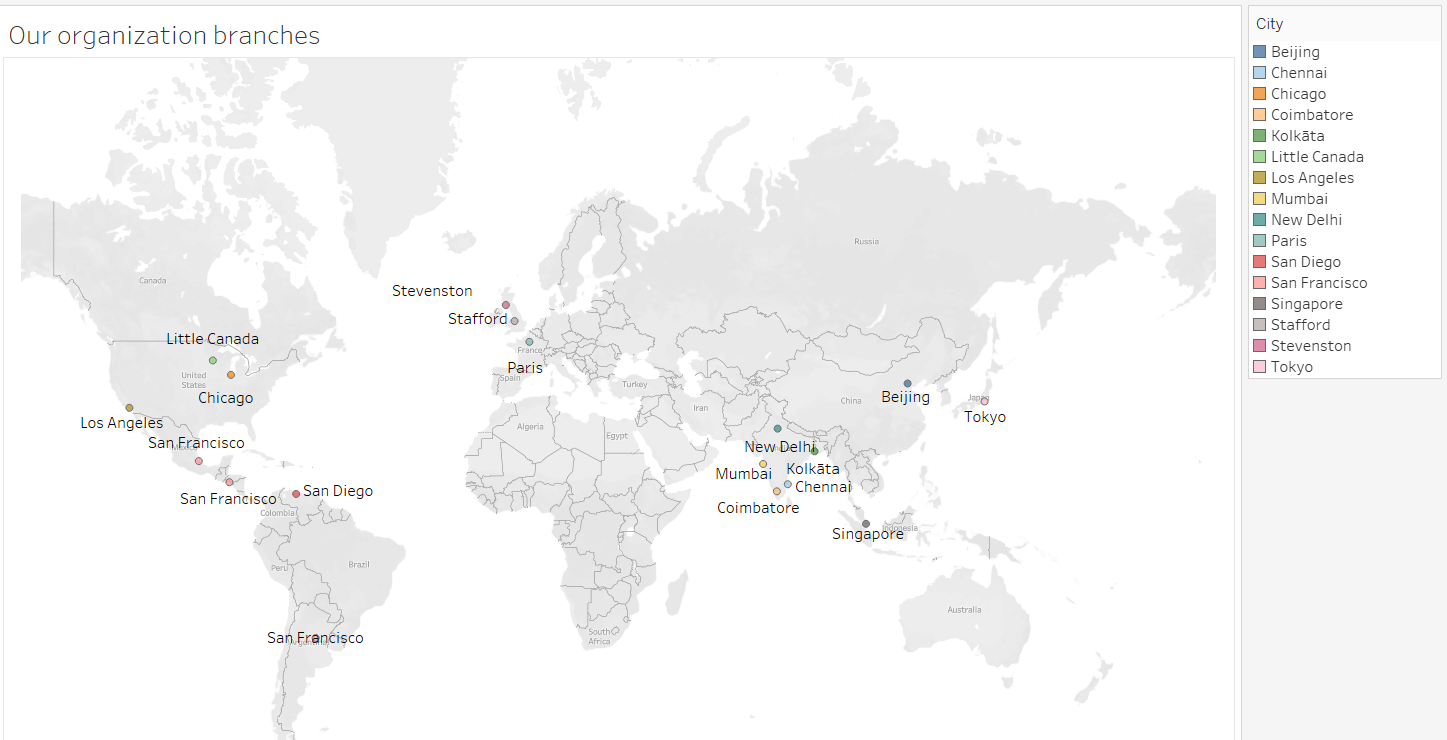 Our organization branches
City
Beijing
Chennai
Chicago
Coimbatore
Kolkāta
Little Canada
Los Angeles
Mumbai
New Delhi
Paris
San Diego
San Francisco
Singapore
Stafford
Stevenston
Tokyo
Russia
Canada
Stevenston
Stafford
Little Canada
France
Paris
United
States
Spain
Turkey
Chicago
Beijing
China
Japan
Iran
Tokyo
Los Angeles
Algeria
Egypt
San Francisco
New Delhi
Mumbai
Kolkāta
Chennai
San Francisco
San Diego
Coimbatore
Colombia
Indonesia
Singapore
Peru
Brazil
Australia
South
Africa
San Francisco
Argentina